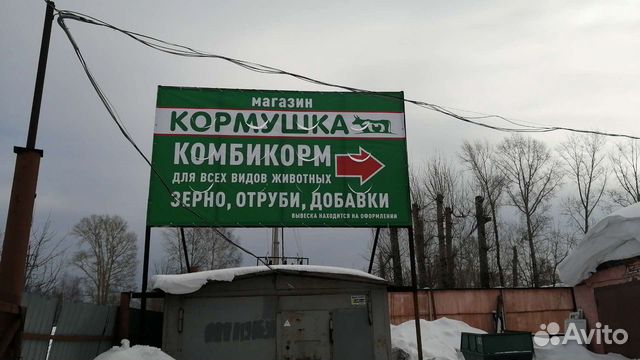 магазин
КОРМУШКА
КОМБИКОРМ
ДЛЯ ВСЕХ ВИДОВ ЖИВОТНЫХ
ЗЕРНО, ОТРУБИ, ДОБАВКИ
ВЫВЕСКА НАХОДИТСЯ НА ОФОРМЛЕНИИ
Avito